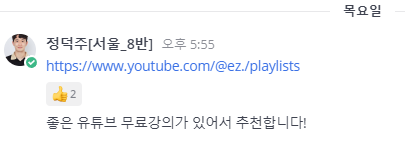 목요일
정덕주[서울_8반] 오후 5:55
https://www.youtube.com/@ez./playlists
👍 2
좋은 유튜브 무료강의가 있어서 추천합니다!